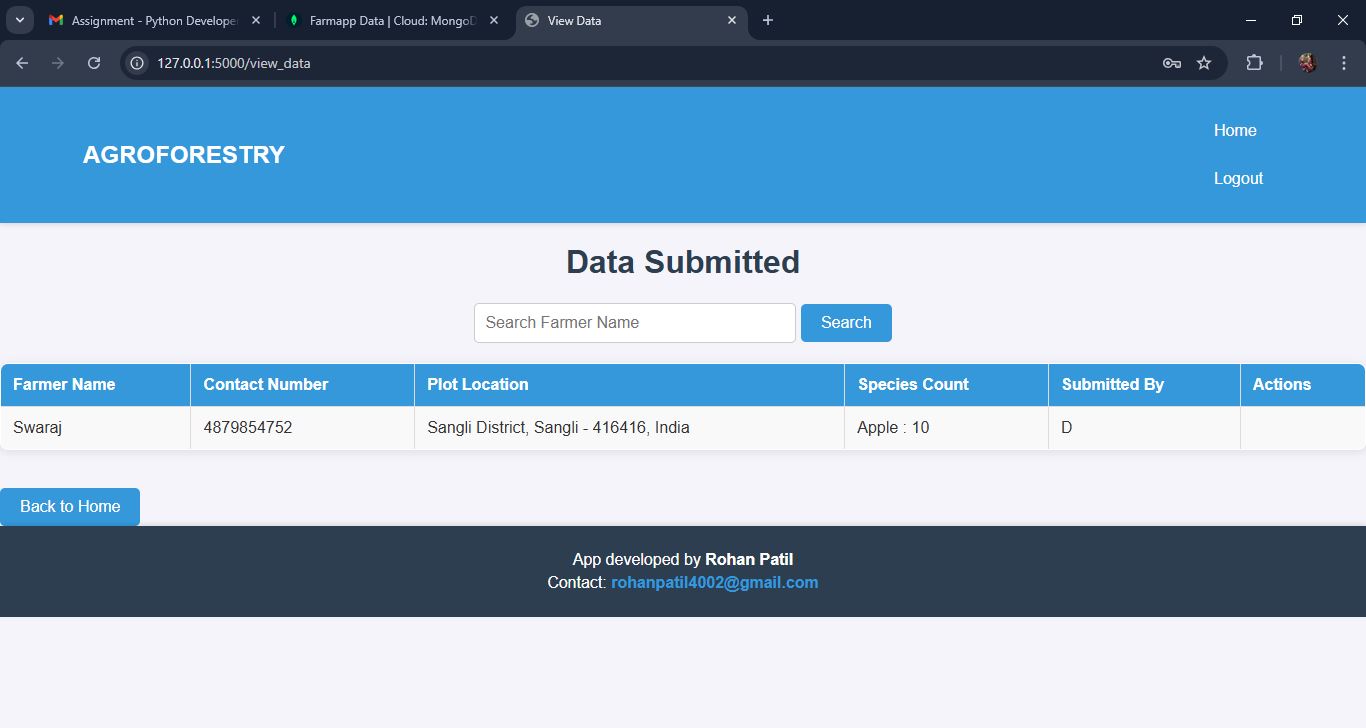 Assignment - Python Developer
Farmapp Data | Cloud: MongoD
View Data
127.0.0.1:5000/view_data
AGROFORESTRY
Home
Logout
Data Submitted
Search Farmer Name
Search
Farmer Name Contact Number Plot Location Species Count Submitted By Actions
Swaraj 4879854752 Sangli District, Sangli - 416416, India Apple : 10 D
Back to Home
App developed by Rohan Patil
Contact: rohanpatil4002@gmail.com